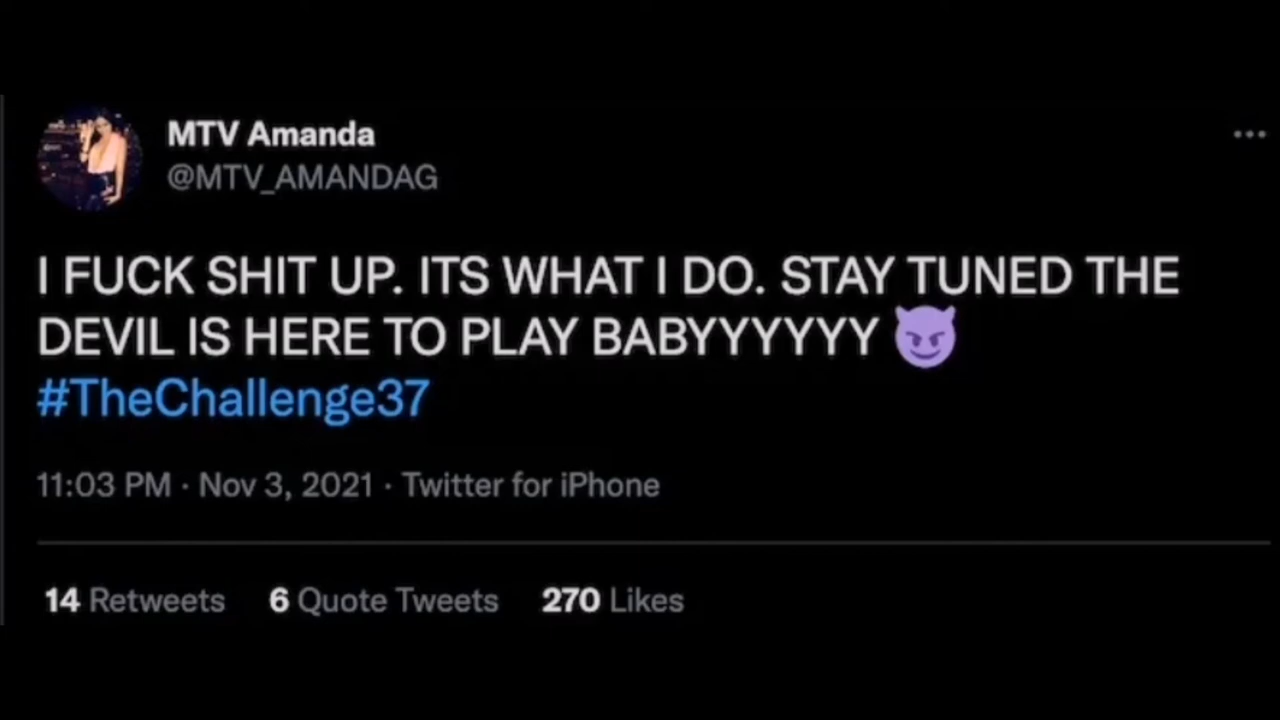 MTV Amanda
@MTV_AMANDAG
I FUCK SHIT UP. ITS WHAT I DO. STAY TUNED THE
DEVIL IS HERE TO PLAY BABYYYYYY 😈
#TheChallenge37
11:03 PM · Nov 3, 2021 · Twitter for iPhone
14 Retweets 6 Quote Tweets 270 Likes